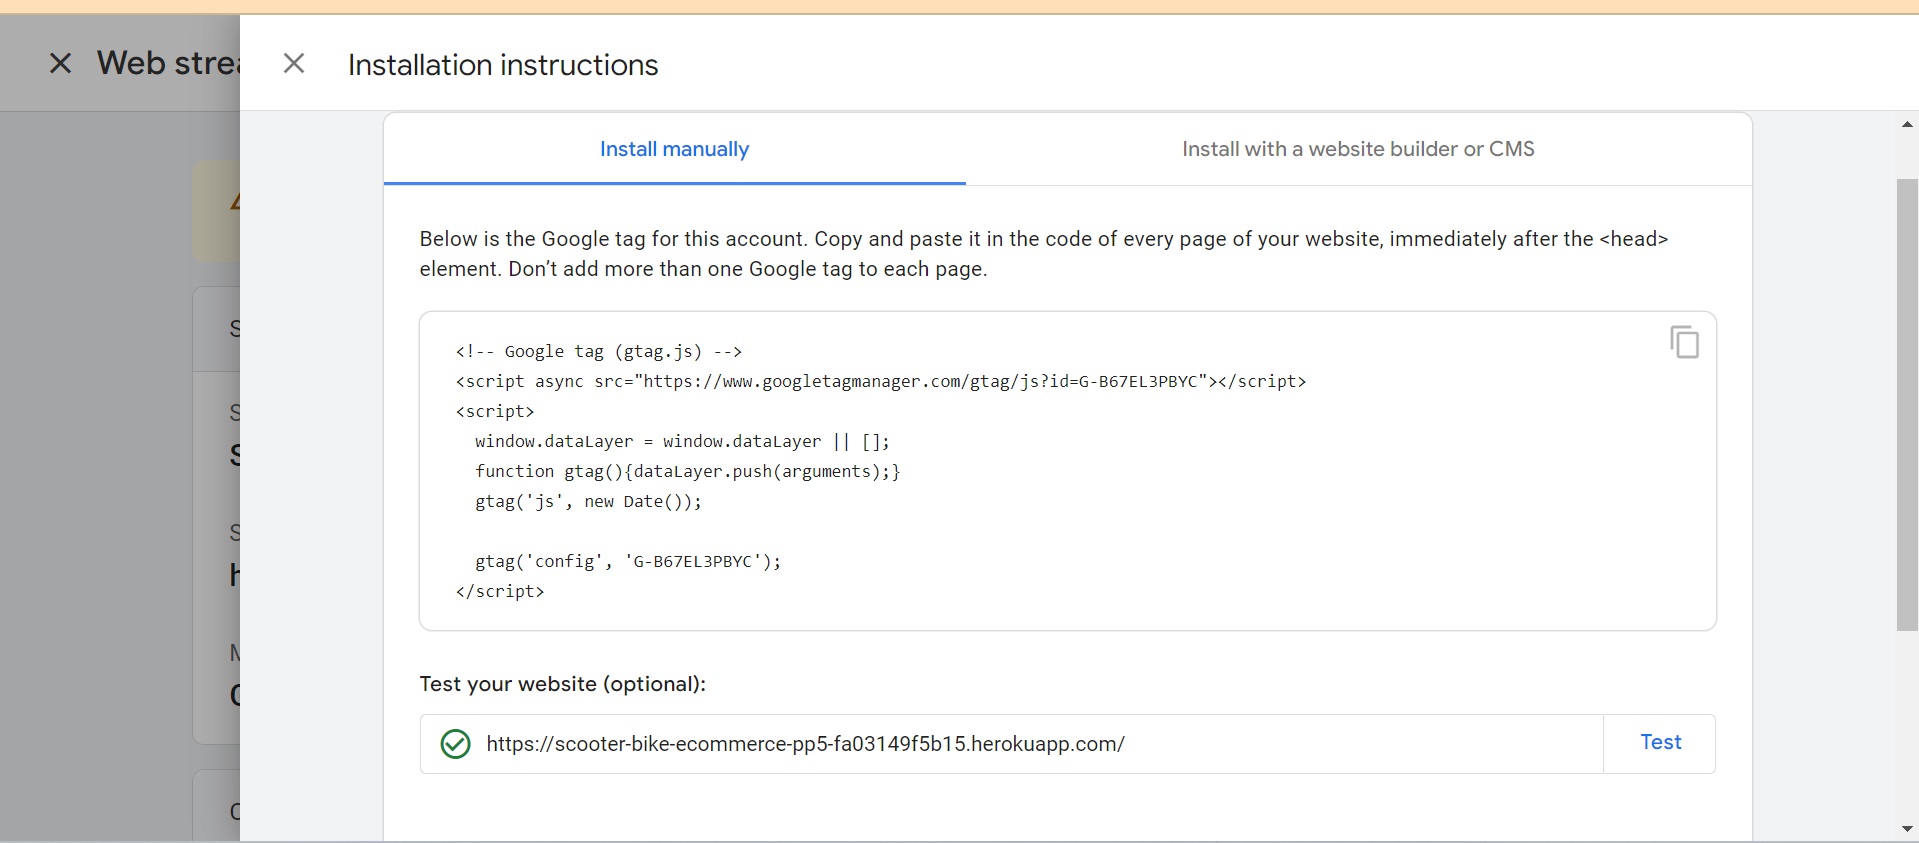 Web strea
Installation instructions
Install manually
Install with a website builder or CMS
Below is the Google tag for this account. Copy and paste it in the code of every page of your website, immediately after the <head>
element. Don’t add more than one Google tag to each page.
<!-- Google tag (gtag.js) -->
<script async src="https://www.googletagmanager.com/gtag/js?id=G-B67EL3PBYC"></script>
<script>
  window.dataLayer = window.dataLayer || [];
  function gtag(){dataLayer.push(arguments);}
  gtag('js', new Date());
  gtag('config', 'G-B67EL3PBYC');
</script>
Test your website (optional):
https://scooter-bike-ecommerce-pp5-fa03149f5b15.herokuapp.com/
Test